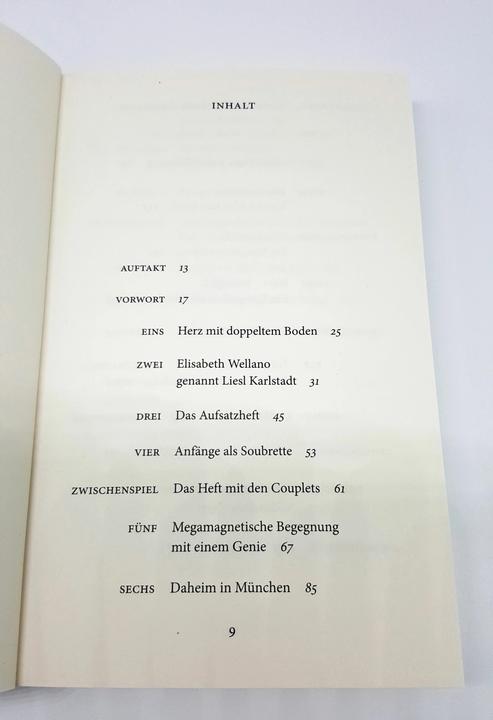 INHALT
AUFTAKT 13
VORWORT 17
EINS Herz mit doppeltem Boden 25
ZWEI Elisabeth Wellano
genannt Liesl Karlstadt 31
DREI Das Aufsatzheft 45
VIER Anfänge als Soubrette 53
ZWISCHENSPIEL Das Heft mit den Couplets 61
FÜNF Megamagnetische Begegnung
mit einem Genie 67
SECHS Daheim in München 85
9